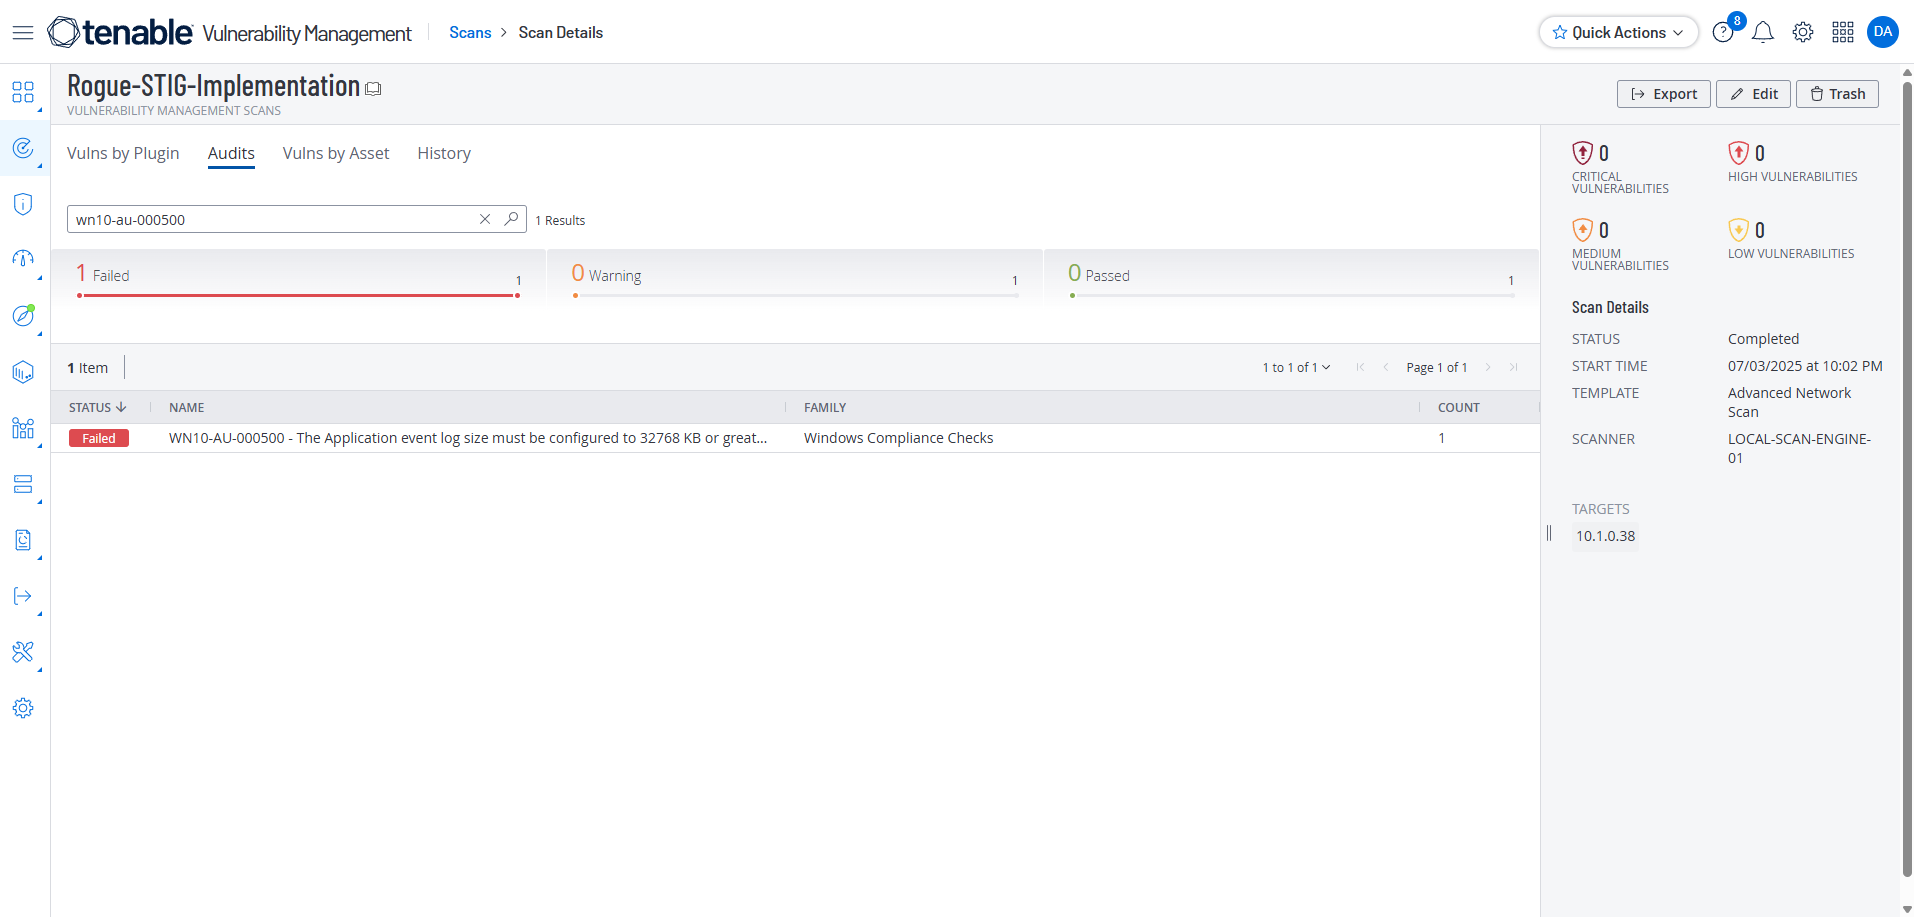 tenable Vulnerability Management
Scans > Scan Details
Quick Actions
8
DA
Rogue-STIG-Implementation
VULNERABILITY MANAGEMENT SCANS
Export
Edit
Trash
Vulns by Plugin Audits Vulns by Asset History
wn10-au-000500
1 Results
1 Failed 1
0 Warning 1
0 Passed 1
1 Item
1 to 1 of 1
Page 1 of 1
STATUS NAME FAMILY COUNT
Failed WN10-AU-000500 - The Application event log size must be configured to 32768 KB or great... Windows Compliance Checks 1
0 CRITICAL
VULNERABILITIES
0 HIGH VULNERABILITIES
0 MEDIUM
VULNERABILITIES
0 LOW VULNERABILITIES
Scan Details
STATUS Completed
START TIME 07/03/2025 at 10:02 PM
TEMPLATE Advanced Network
Scan
SCANNER LOCAL-SCAN-ENGINE-
01
TARGETS
10.1.0.38